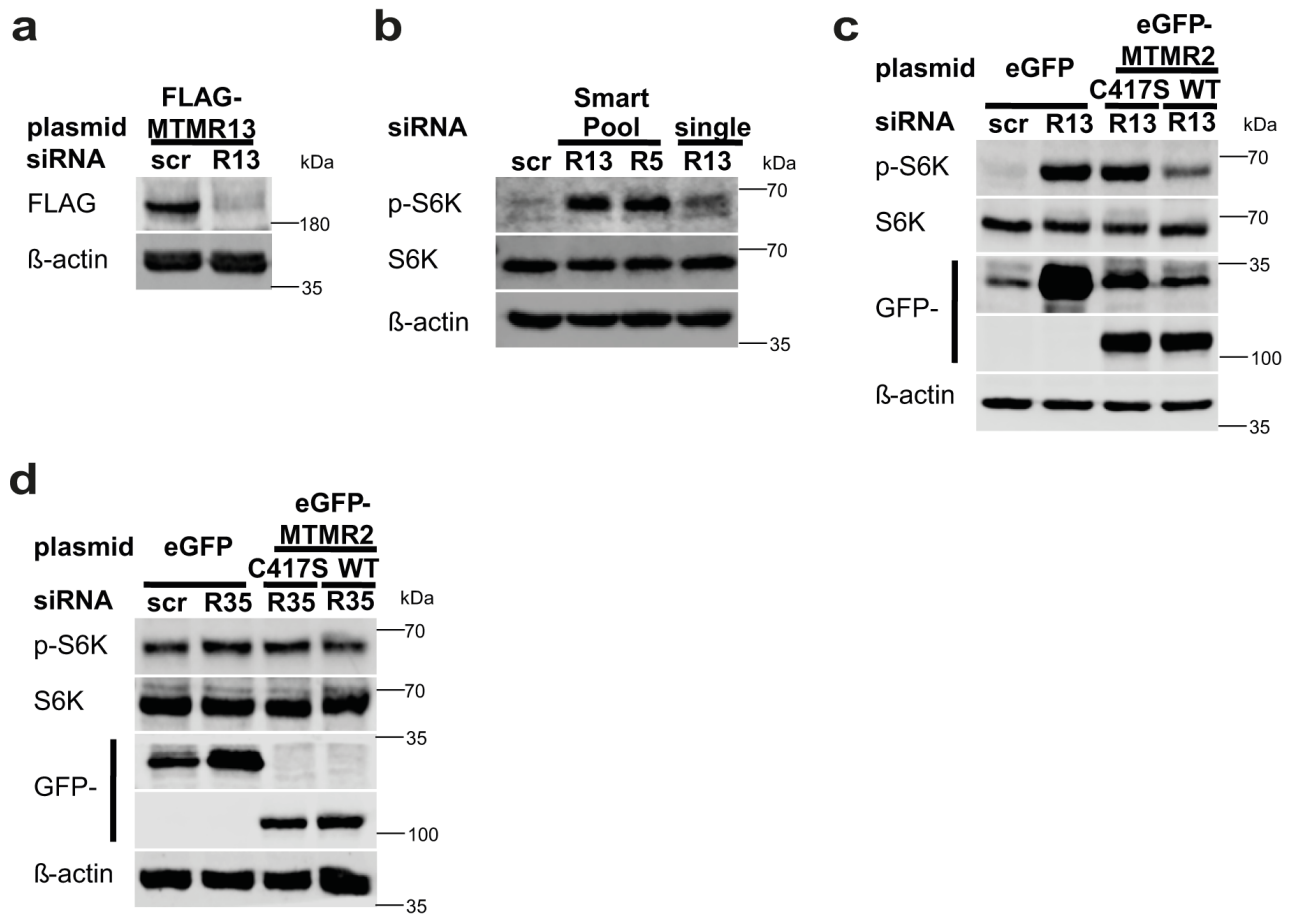 a
FLAG-
plasmid MTMR13
siRNA scr R13 kDa
FLAG
180
ß-actin
35
b
Smart
siRNA Pool single
scr R13 R5 R13 kDa
p-S6K 70
S6K 70
ß-actin
35
c
eGFP-
plasmid eGFP MTMR2
C417S WT
siRNA scr R13 R13 R13 kDa
p-S6K 70
S6K 70
35
GFP-
100
ß-actin
35
d
eGFP-
plasmid eGFP MTMR2
C417S WT
siRNA scr R35 R35 R35 kDa
p-S6K 70
S6K 70
35
GFP-
100
ß-actin
35